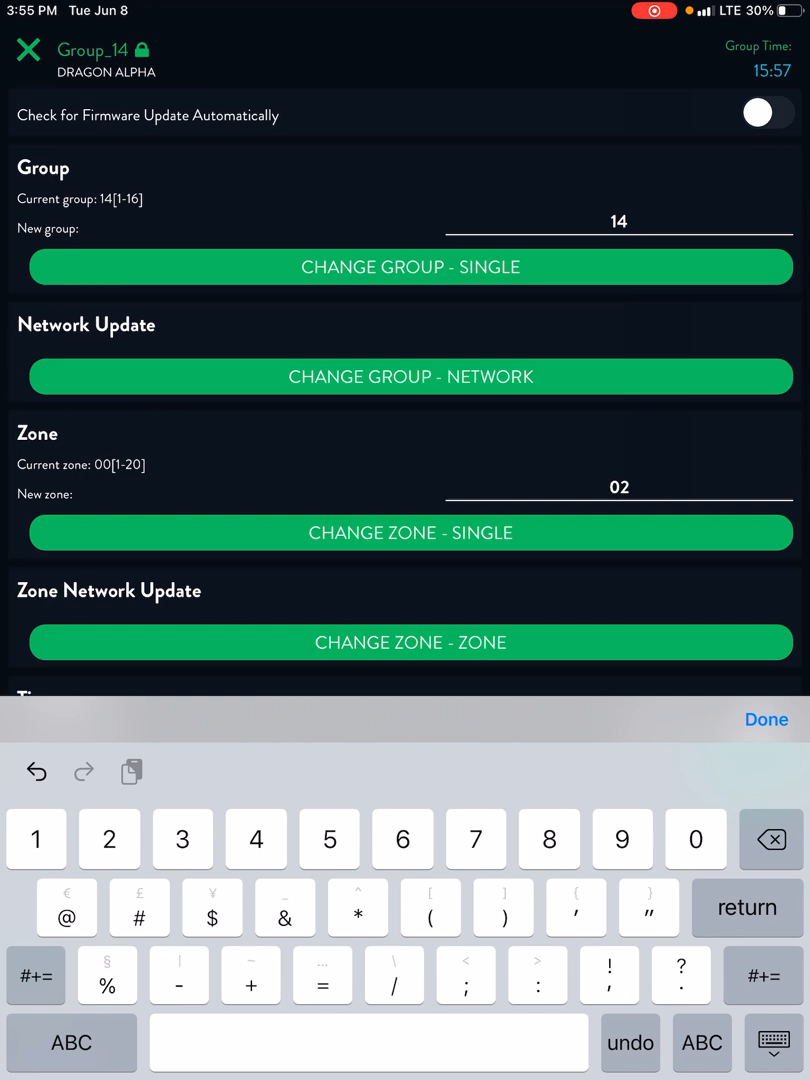 3:55 PM Tue Jun 8 LTE 30%
Group_14 Group Time:
DRAGON ALPHA 15:57
Check for Firmware Update Automatically
Group
Current group: 14[1-16]
New group: 14
CHANGE GROUP - SINGLE
Network Update
CHANGE GROUP - NETWORK
Zone
Current zone: 00[1-20]
New zone: 02
CHANGE ZONE - SINGLE
Zone Network Update
CHANGE ZONE - ZONE
Done
1 2 3 4 5 6 7 8 9 0
€ £ ¥ _ ^ [ ] { }
@ # $ & * ( ) ' " return
§ | ~ … \ < > ! ?
#+= % - + = / ; : , . #+=
ABC undo ABC